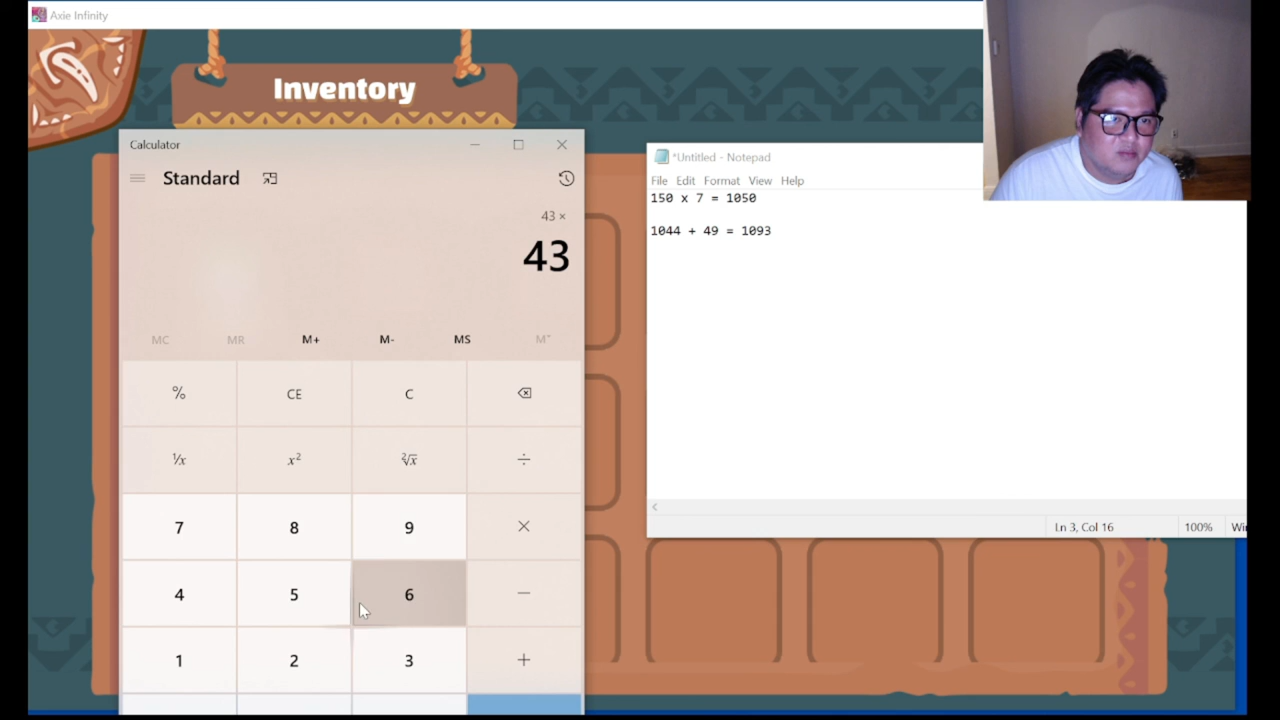 Axie Infinity
Inventory
Calculator
Standard
43 ×
43
MC MR M+ M- MS M˅
% CE C
¹/x x² ²√x ÷
7 8 9 ×
4 5 6 −
1 2 3 +
*Untitled - Notepad
File Edit Format View Help
150 x 7 = 1050
1044 + 49 = 1093
Ln 3, Col 16 100% Wi